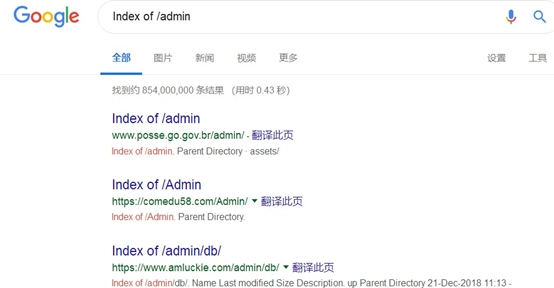 Google
Index of /admin
全部 图片 新闻 视频 更多 设置 工具
找到约 854,000,000 条结果 （用时 0.43 秒）
Index of /admin
www.posse.go.gov.br/admin/ - 翻译此页
Index of /admin. Parent Directory · assets/
Index of /Admin
https://comedu58.com/Admin/ 翻译此页
Index of /Admin. Parent Directory.
Index of /admin/db/
https://www.amluckie.com/admin/db/ 翻译此页
Index of /admin/db/. Name Last modified Size Description. up Parent Directory 21-Dec-2018 11:13 -